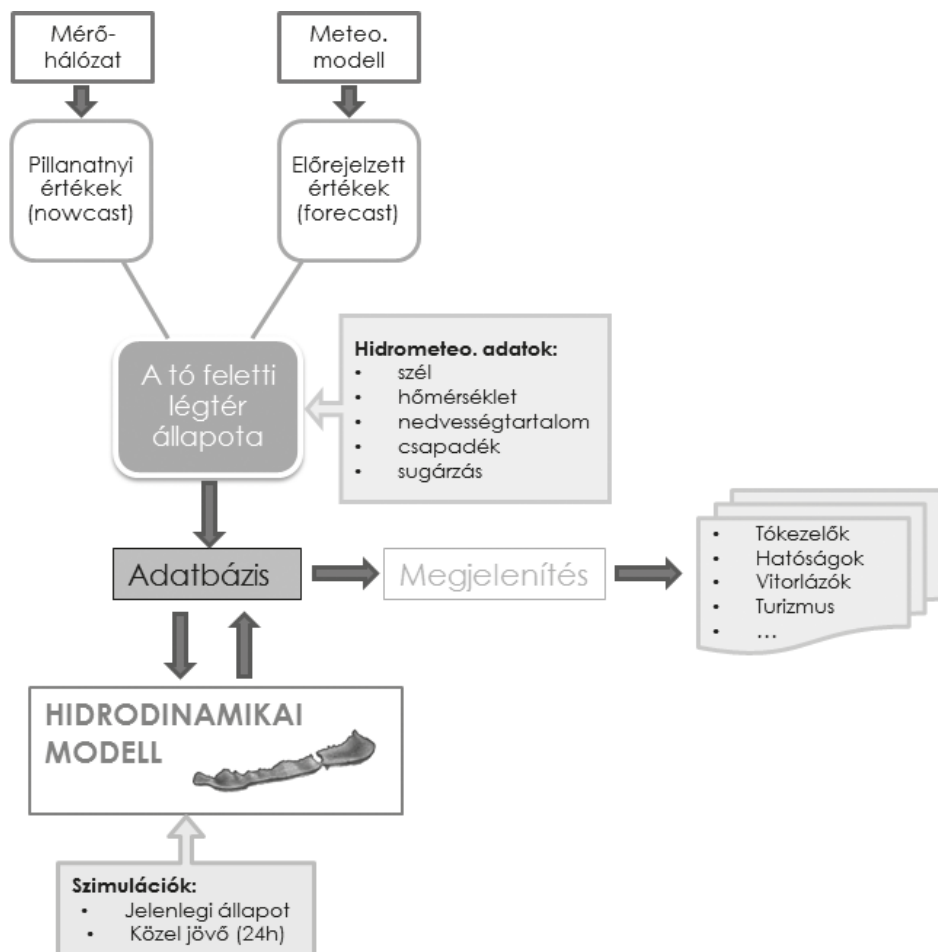 Mérő-
hálózat
Meteo.
modell
Pillanatnyi
értékek
(nowcast)
Előrejelzett
értékek
(forecast)
A tó feletti
légtér
állapota
Hidrometeo. adatok:
• szél
• hőmérséklet
• nedvességtartalom
• csapadék
• sugárzás
Adatbázis
Megjelenítés
• Tókezelők
• Hatóságok
• Vitorlázók
• Turizmus
• ...
HIDRODINAMIKAI
MODELL
Szimulációk:
• Jelenlegi állapot
• Közel jövő (24h)